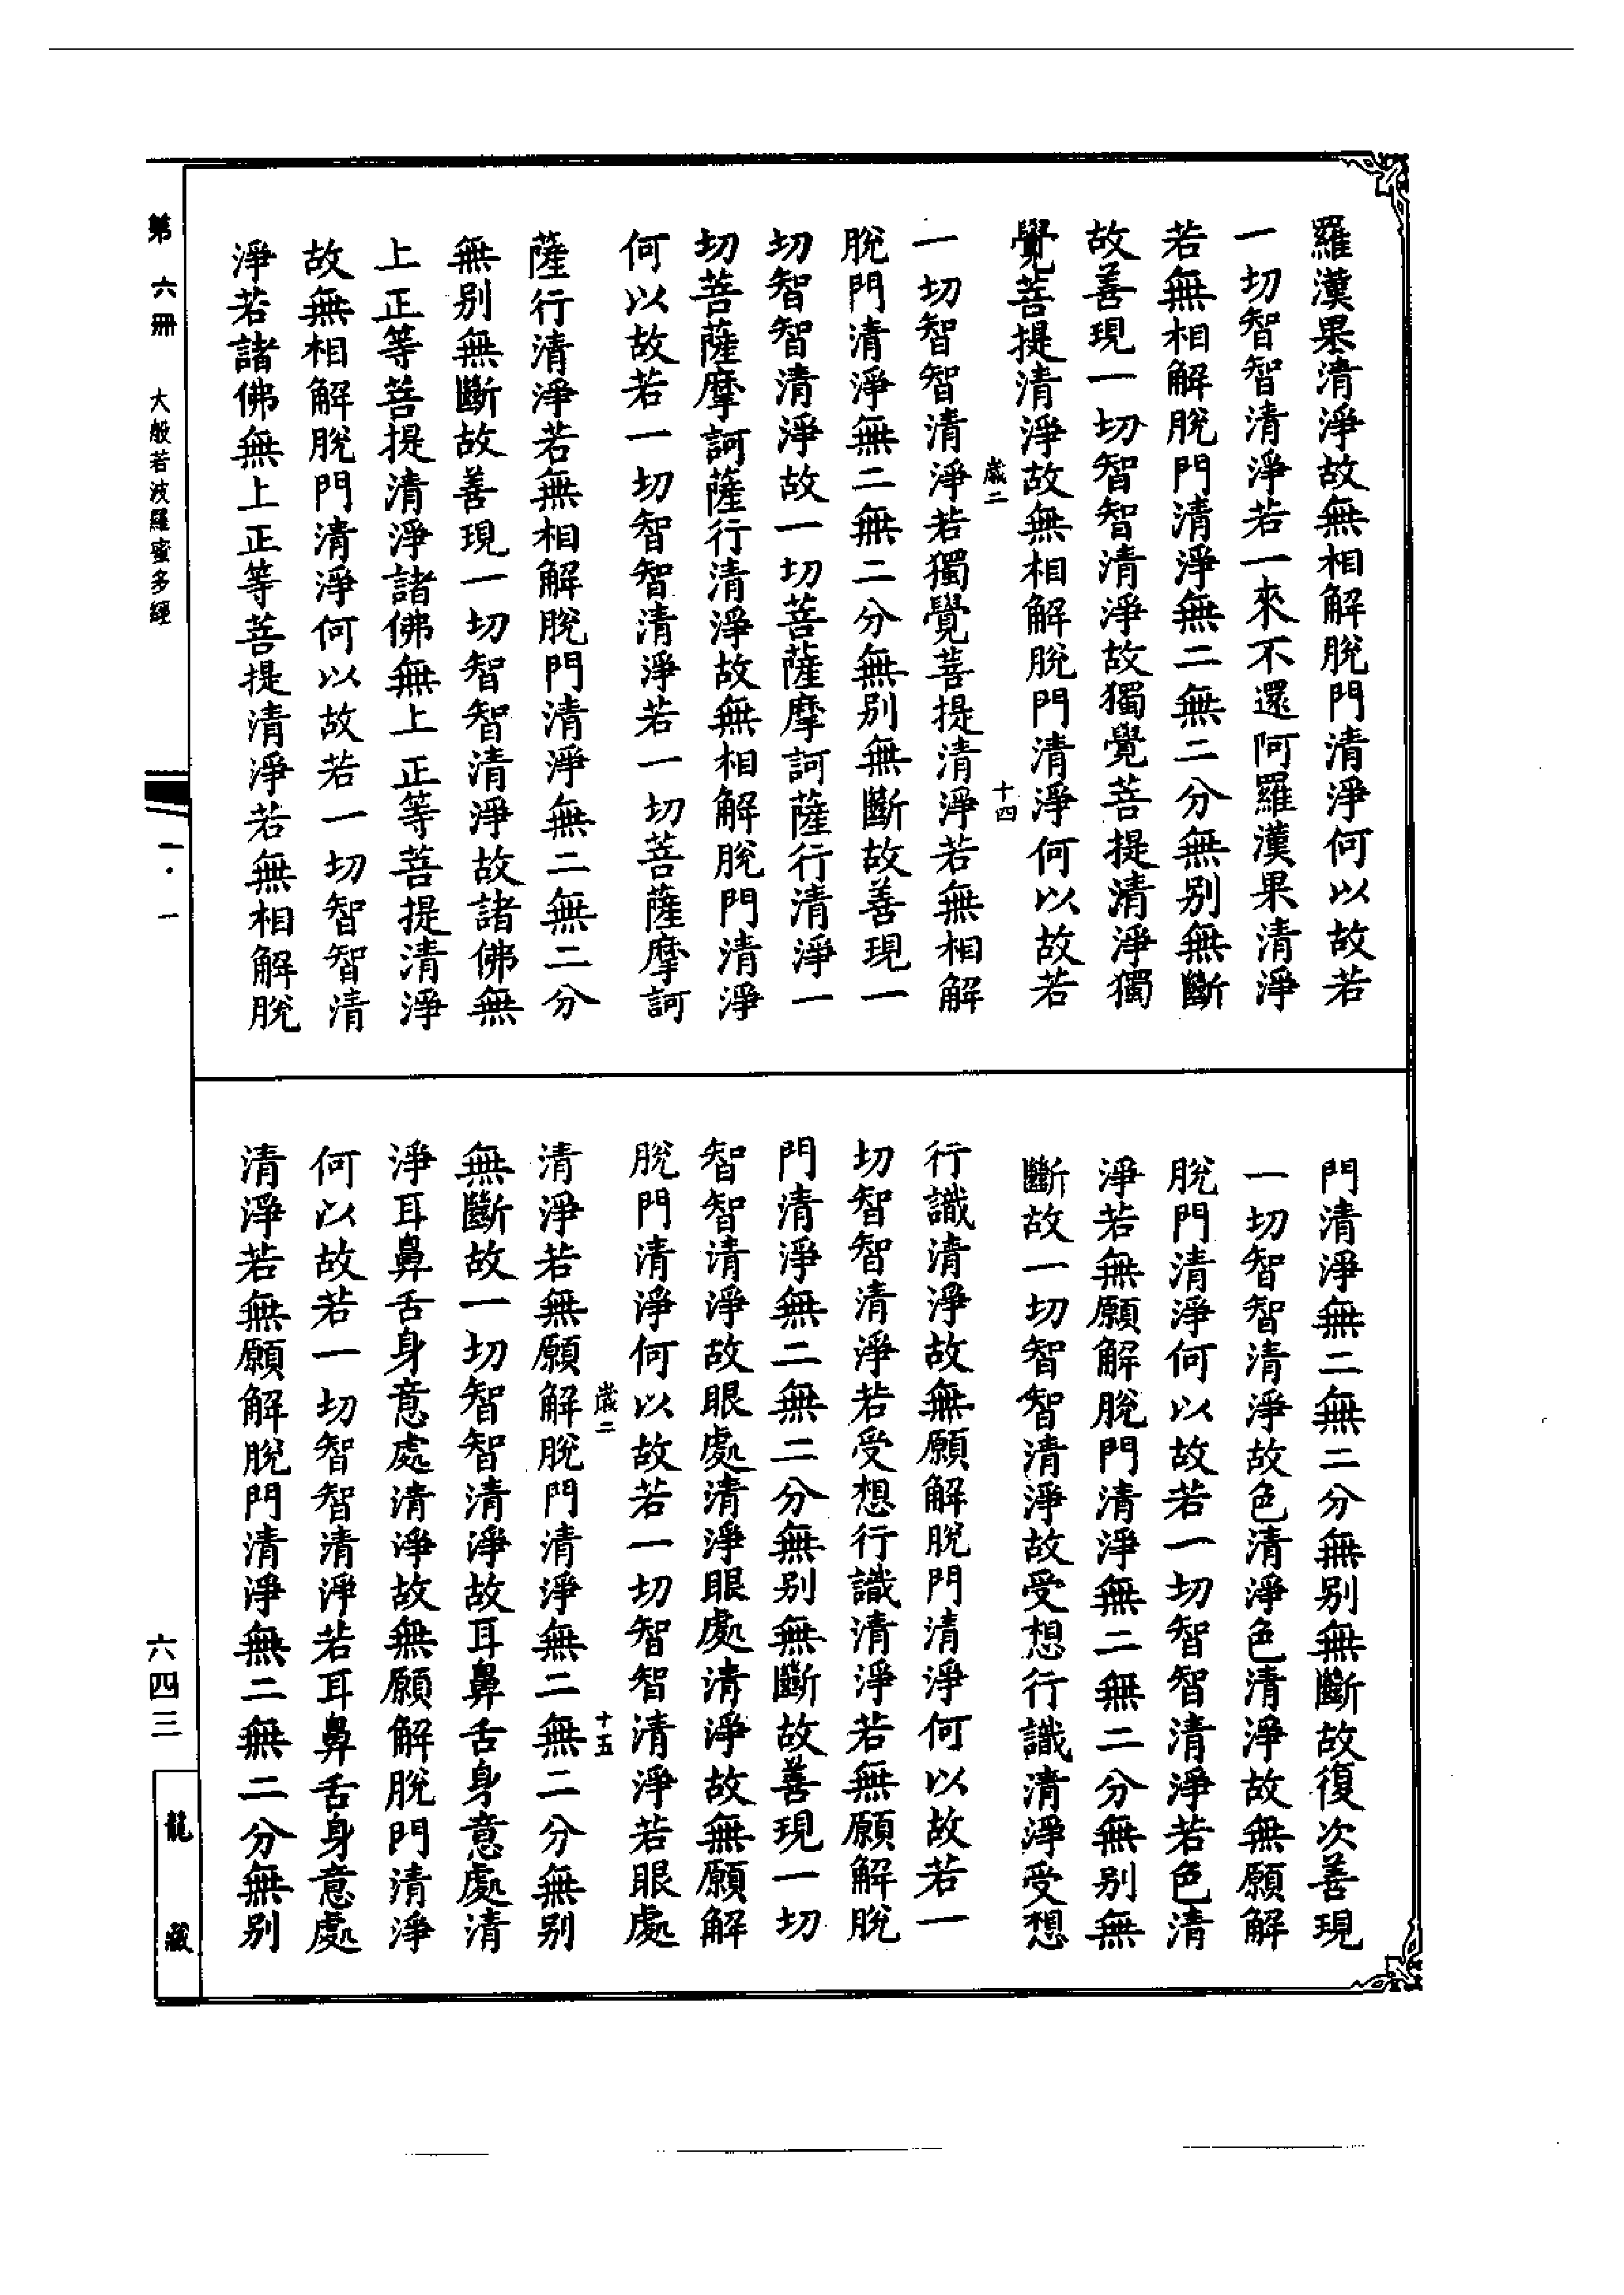 羅漢果清淨故無相解脫門清淨何以故若
一切智智清淨若一來不還阿羅漢果清淨
若無相解脫門清淨無二無二分無別無斷
故善現一切智智清淨故獨覺菩提清淨獨
覺菩提清淨故無相解脫門清淨何以故若
歲二 十四
一切智智清淨若獨覺菩提清淨若無相解
脫門清淨無二無二分無別無斷故善現一
切智智清淨故一切菩薩摩訶薩行清淨一
切菩薩摩訶薩行清淨故無相解脫門清淨
何以故若一切智智清淨若一切菩薩摩訶
薩行清淨若無相解脫門清淨無二無二分
無別無斷故善現一切智智清淨故諸佛無
上正等菩提清淨諸佛無上正等菩提清淨
故無相解脫門清淨何以故若一切智智清
淨若諸佛無上正等菩提清淨若無相解脫
門清淨無二無二分無別無斷故復次善現
一切智智清淨故色清淨色清淨故無願解
脫門清淨何以故若一切智智清淨若色清
淨若無願解脫門清淨無二無二分無別無
斷故一切智智清淨故受想行識清淨受想
行識清淨故無願解脫門清淨何以故若一
切智智清淨若受想行識清淨若無願解脫
門清淨無二無二分無別無斷故善現一切
智智清淨故眼處清淨眼處清淨故無願解
脫門清淨何以故若一切智智清淨若眼處
歲二 十五
清淨若無願解脫門清淨無二無二分無別
無斷故一切智智清淨故耳鼻舌身意處清
淨耳鼻舌身意處清淨故無願解脫門清淨
何以故若一切智智清淨若耳鼻舌身意處
清淨若無願解脫門清淨無二無二分無別
第六冊 大般若波羅蜜多經
一·一
六四三
龍藏